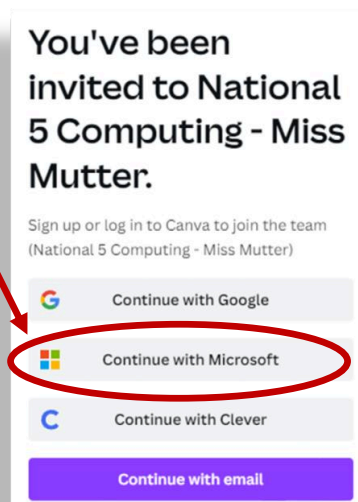 You've been
invited to National
5 Computing - Miss
Mutter.
Sign up or log in to Canva to join the team
(National 5 Computing - Miss Mutter)
Continue with Google
Continue with Microsoft
Continue with Clever
Continue with email